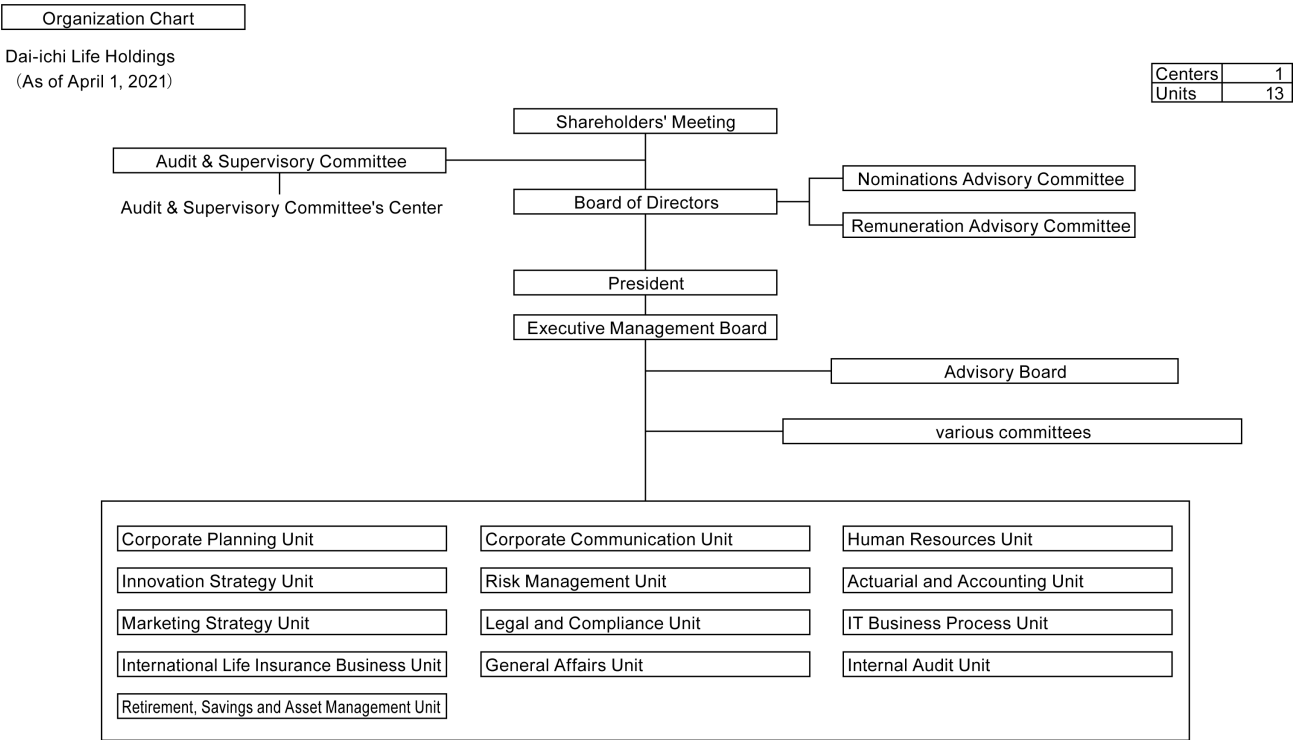 Organization Chart
Dai-ichi Life Holdings
（As of April 1, 2021）
Centers 1
Units 13
Shareholders' Meeting
Audit & Supervisory Committee
Audit & Supervisory Committee's Center
Board of Directors
Nominations Advisory Committee
Remuneration Advisory Committee
President
Executive Management Board
Advisory Board
various committees
Corporate Planning Unit
Corporate Communication Unit
Human Resources Unit
Innovation Strategy Unit
Risk Management Unit
Actuarial and Accounting Unit
Marketing Strategy Unit
Legal and Compliance Unit
IT Business Process Unit
International Life Insurance Business Unit
General Affairs Unit
Internal Audit Unit
Retirement, Savings and Asset Management Unit